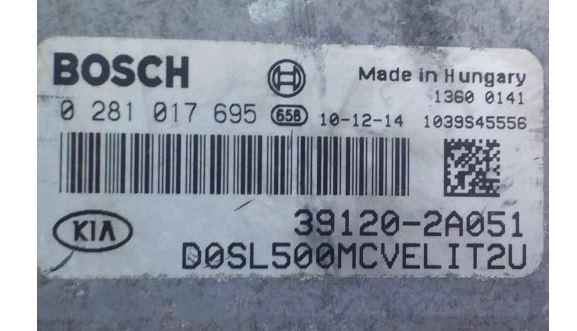 BOSCH
Made in Hungary
1360 0141
0 281 017 695 658 10-12-14 1039S45556
39120-2A051
KIA
D0SL500MCVELIT2U